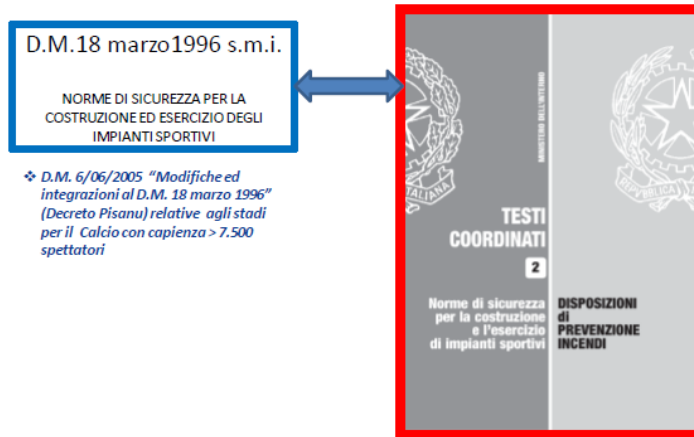 D.M.18 marzo1996 s.m.i.
NORME DI SICUREZZA PER LA
COSTRUZIONE ED ESERCIZIO DEGLI
IMPIANTI SPORTIVI
❖ D.M. 6/06/2005 “Modifiche ed
integrazioni al D.M. 18 marzo 1996”
(Decreto Pisanu) relative agli stadi
per il Calcio con capienza > 7.500
spettatori
MINISTERO DELL'INTERNO
TESTI
COORDINATI
2
Norme di sicurezza
per la costruzione
e l'esercizio
di impianti sportivi
DISPOSIZIONI
di
PREVENZIONE
INCENDI